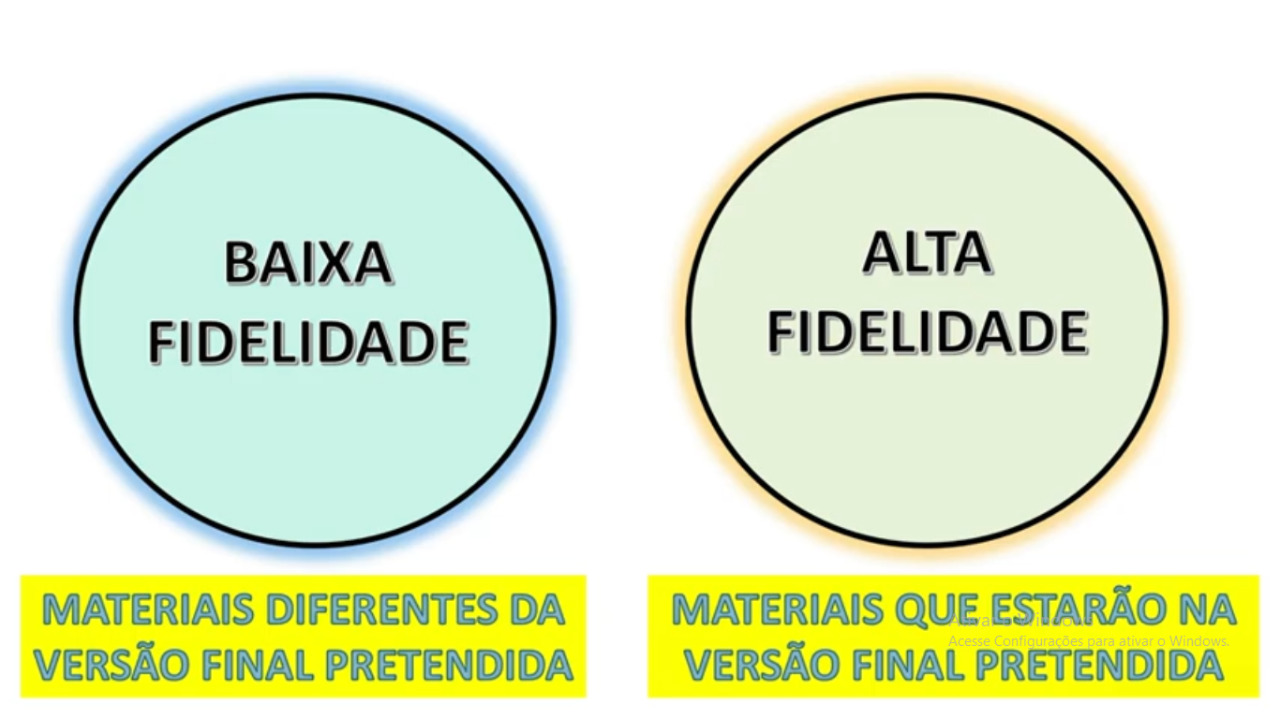 BAIXA
FIDELIDADE
ALTA
FIDELIDADE
MATERIAIS DIFERENTES DA
VERSÃO FINAL PRETENDIDA
MATERIAIS QUE ESTARÃO NA
VERSÃO FINAL PRETENDIDA
Ativar o Windows
Acesse Configurações para ativar o Windows.